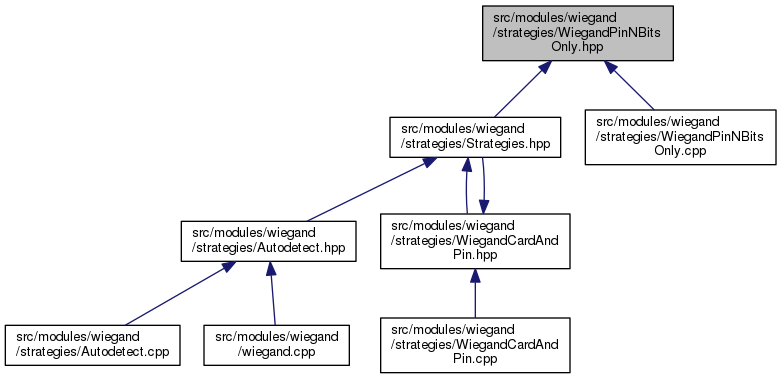 src/modules/wiegand
/strategies/WiegandPinNBits
Only.hpp
src/modules/wiegand
/strategies/Strategies.hpp
src/modules/wiegand
/strategies/WiegandPinNBits
Only.cpp
src/modules/wiegand
/strategies/Autodetect.hpp
src/modules/wiegand
/strategies/WiegandCardAnd
Pin.hpp
src/modules/wiegand
/strategies/Autodetect.cpp
src/modules/wiegand
/wiegand.cpp
src/modules/wiegand
/strategies/WiegandCardAnd
Pin.cpp